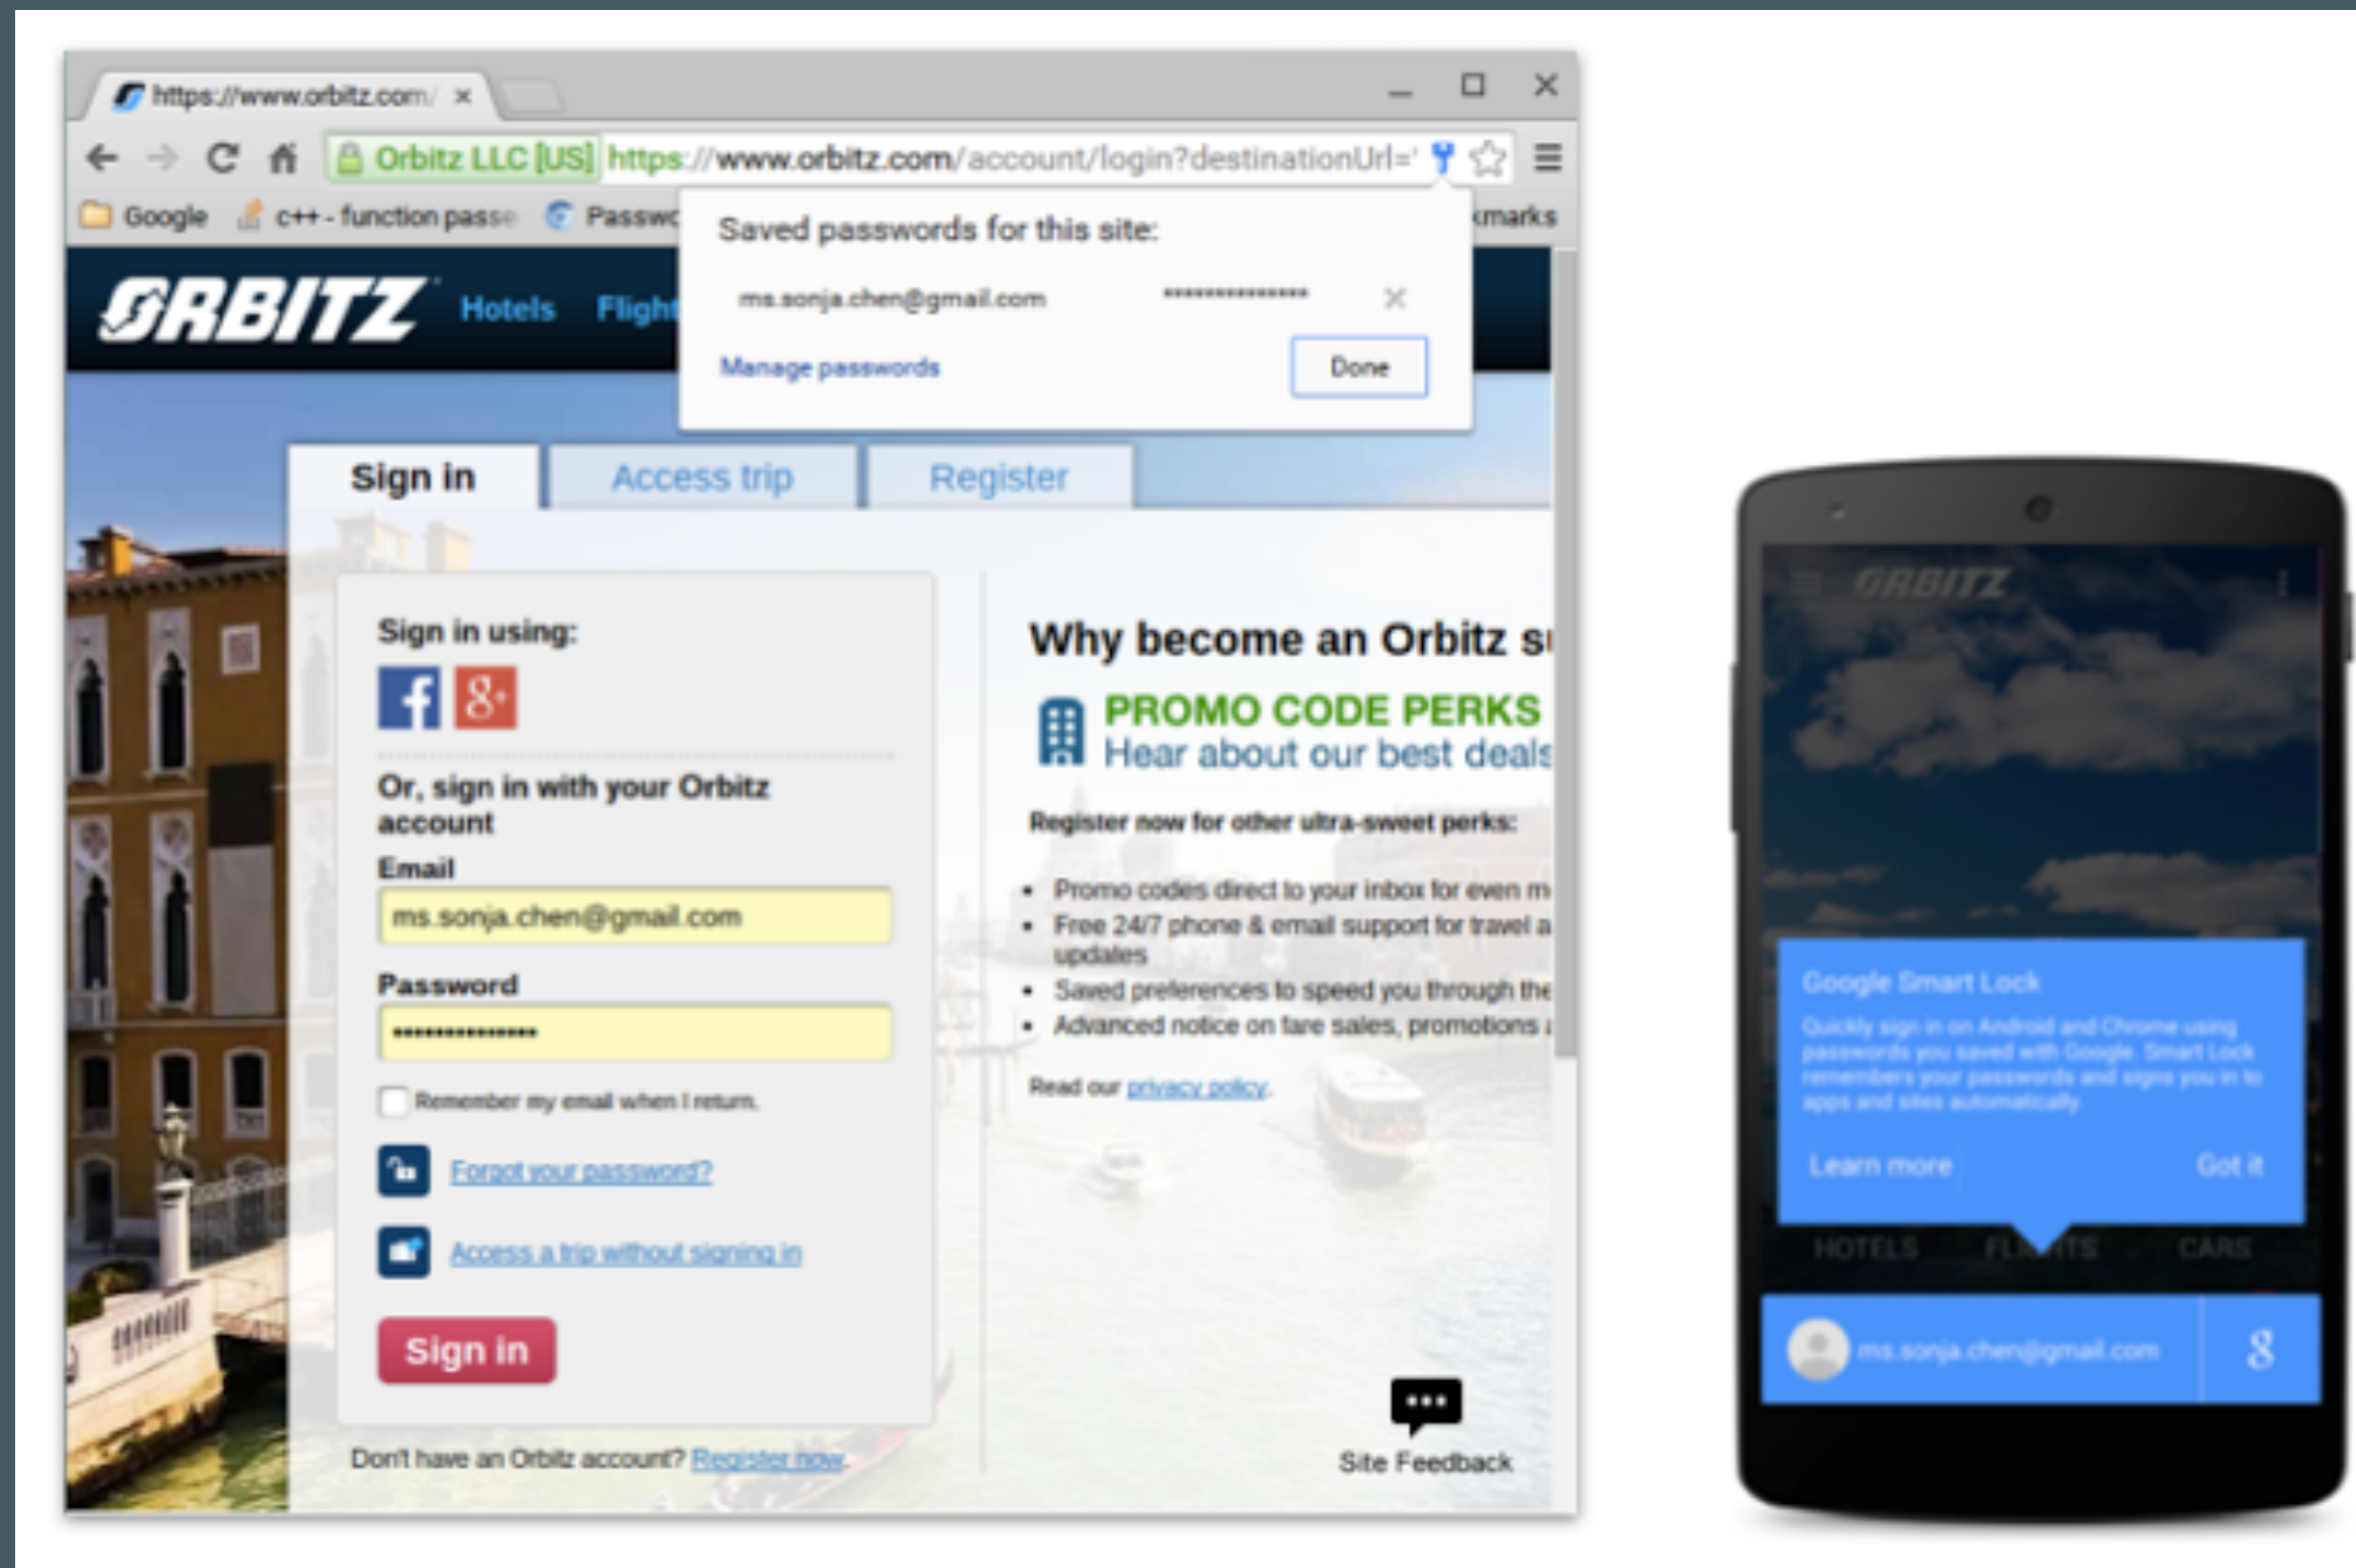 https://www.orbitz.com/
Orbitz LLC [US] https://www.orbitz.com/account/login?destinationUrl='
Google c++ - function passe Passwo kmarks
Saved passwords for this site:
ms.sonja.chen@gmail.com ••••••••••••••
Manage passwords Done
ORBITZ Hotels Flight
Sign in Access trip Register
Sign in using:
f 8+
Or, sign in with your Orbitz
account
Email
ms.sonja.chen@gmail.com
Password
••••••••••••••
Remember my email when I return.
Forgot your password?
Access a trip without signing in
Sign in
Don't have an Orbitz account? Register now.
Why become an Orbitz s
PROMO CODE PERKS
Hear about our best deals
Register now for other ultra-sweet perks:
• Promo codes direct to your inbox for even m
• Free 24/7 phone & email support for travel a
updates
• Saved preferences to speed you through the
• Advanced notice on fare sales, promotions a
Read our privacy policy.
Site Feedback
ORBITZ
Google Smart Lock
Quickly sign in on Android and Chrome using
passwords you saved with Google. Smart Lock
remembers your passwords and signs you in to
apps and sites automatically.
Learn more Got it
HOTELS FLIGHTS CARS
ms.sonja.chen@gmail.com 8